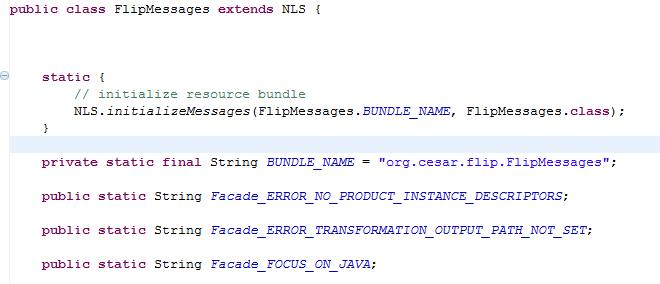 public class FlipMessages extends NLS {
static {
// initialize resource bundle
NLS.initializeMessages(FlipMessages.BUNDLE_NAME, FlipMessages.class);
}
private static final String BUNDLE_NAME = "org.cesar.flip.FlipMessages";
public static String Facade_ERROR_NO_PRODUCT_INSTANCE_DESCRIPTORS;
public static String Facade_ERROR_TRANSFORMATION_OUTPUT_PATH_NOT_SET;
public static String Facade_FOCUS_ON_JAVA;